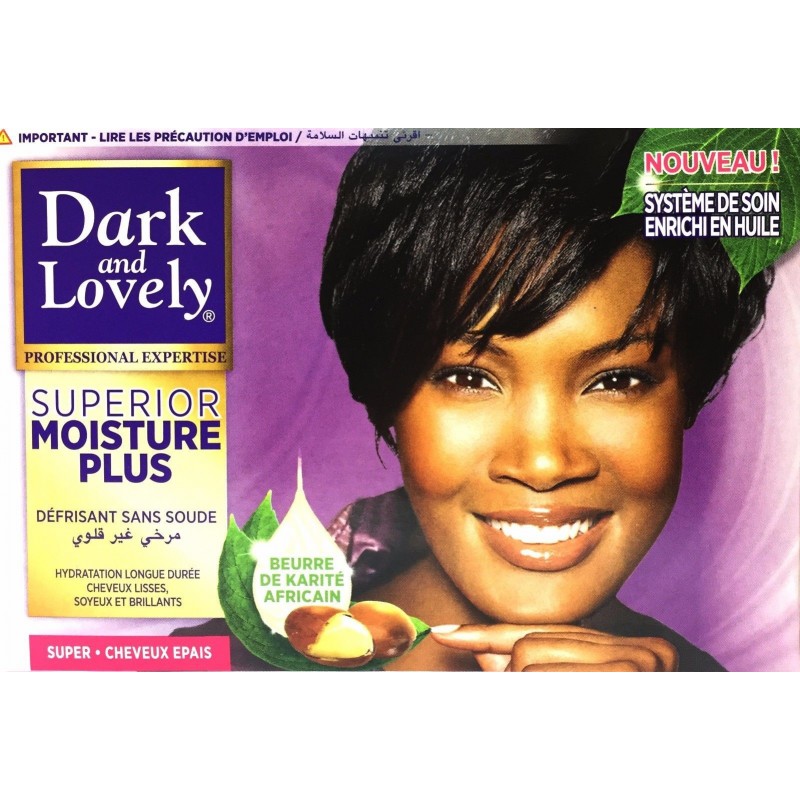 IMPORTANT - LIRE LES PRÉCAUTION D'EMPLOI / اقرئي تنبيهات السلامة
NOUVEAU !
SYSTÈME DE SOIN
ENRICHI EN HUILE
Dark
and
Lovely®
PROFESSIONAL EXPERTISE
SUPERIOR
MOISTURE
PLUS
DÉFRISANT SANS SOUDE
مرخي غير قلوي
HYDRATATION LONGUE DURÉE
CHEVEUX LISSES,
SOYEUX ET BRILLANTS
BEURRE
DE KARITÉ
AFRICAIN
SUPER • CHEVEUX EPAIS